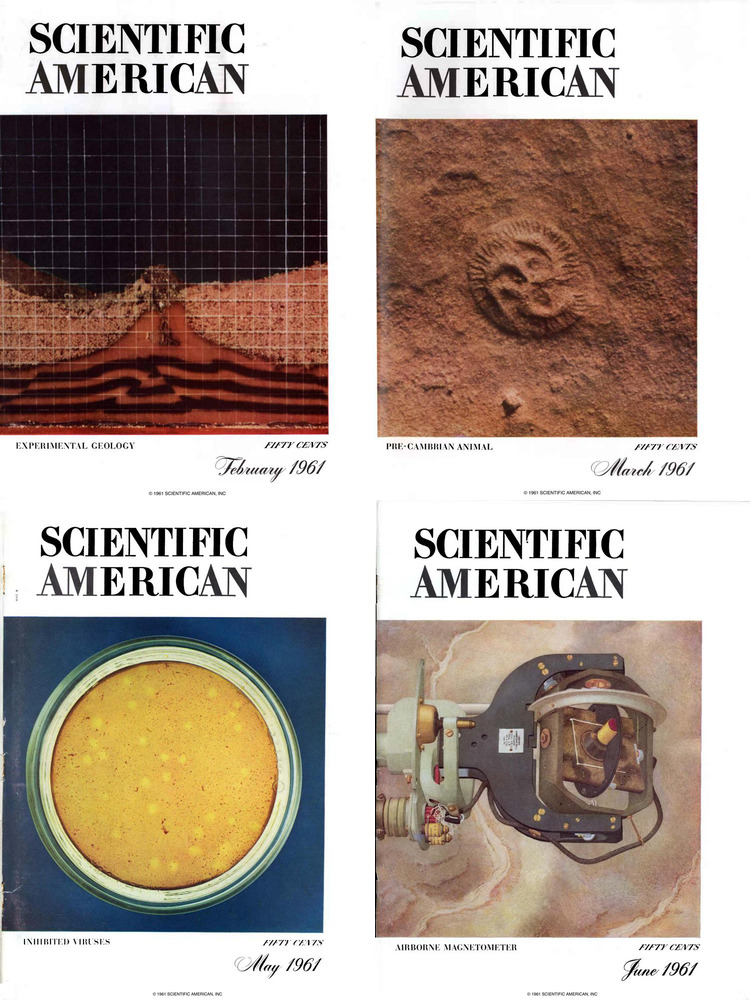 SCIENTIFIC
AMERICAN
EXPERIMENTAL GEOLOGY
FIFTY CENTS
February 1961
© 1961 SCIENTIFIC AMERICAN, INC
SCIENTIFIC
AMERICAN
PRE-CAMBRIAN ANIMAL
FIFTY CENTS
March 1961
© 1961 SCIENTIFIC AMERICAN, INC
SCIENTIFIC
AMERICAN
INHIBITED VIRUSES
FIFTY CENTS
May 1961
© 1961 SCIENTIFIC AMERICAN, INC
SCIENTIFIC
AMERICAN
AIRBORNE MAGNETOMETER
FIFTY CENTS
June 1961
© 1961 SCIENTIFIC AMERICAN, INC